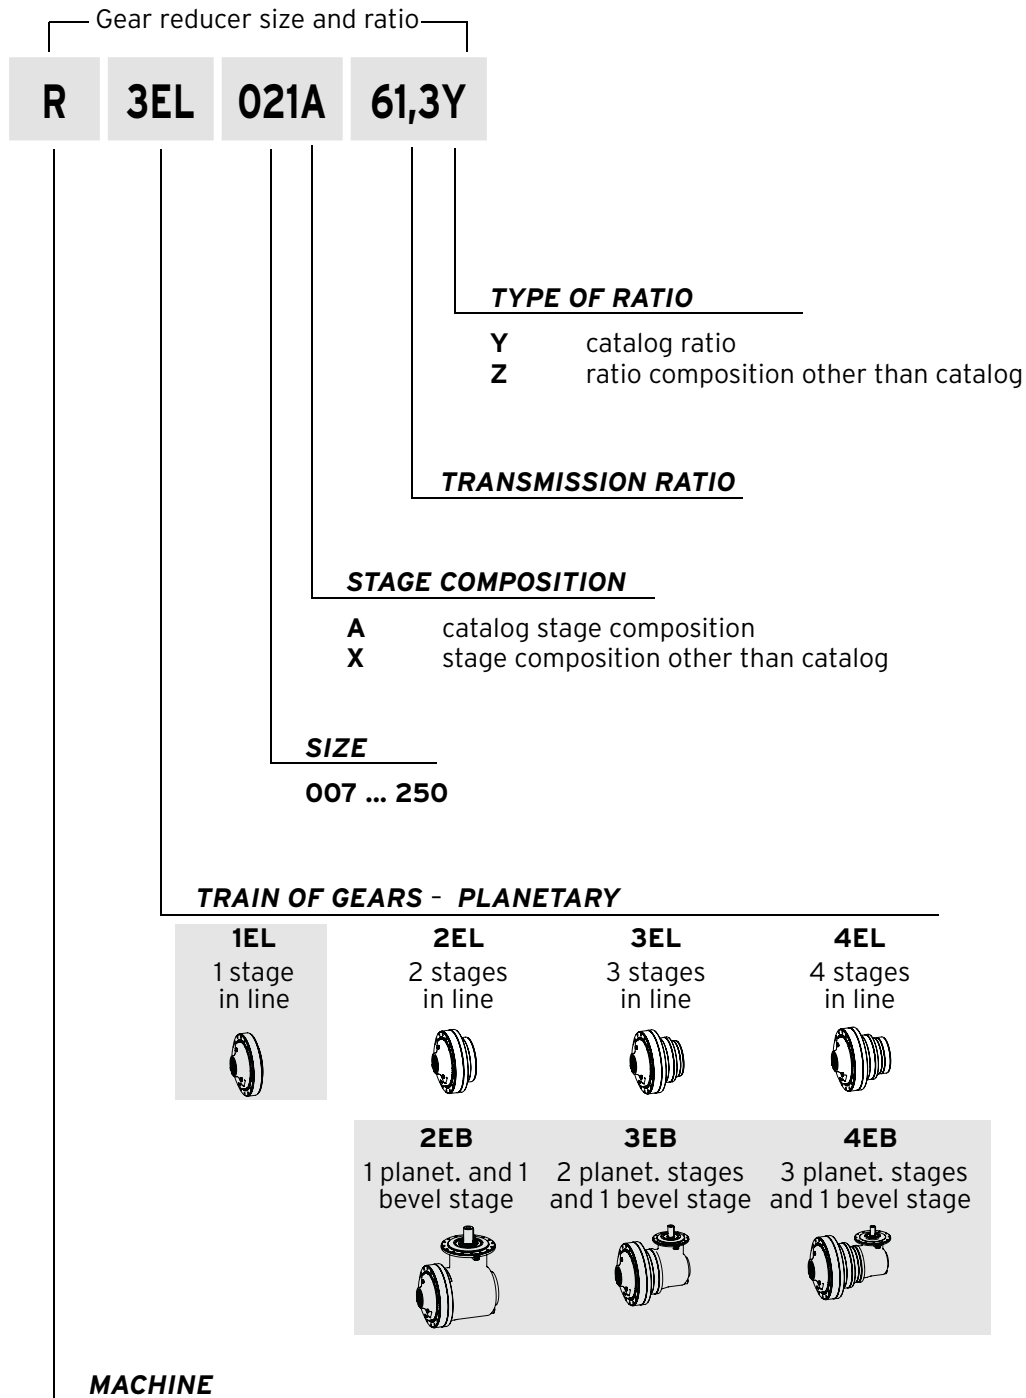 Gear reducer size and ratio
R 3EL 021A 61,3Y
TYPE OF RATIO
Y catalog ratio
Z ratio composition other than catalog
TRANSMISSION RATIO
STAGE COMPOSITION
A catalog stage composition
X stage composition other than catalog
SIZE
007 ... 250
TRAIN OF GEARS - PLANETARY
1EL 2EL 3EL 4EL
1 stage 2 stages 3 stages 4 stages
in line in line in line in line
2EB 3EB 4EB
1 planet. and 1 2 planet. stages 3 planet. stages
bevel stage and 1 bevel stage and 1 bevel stage
MACHINE